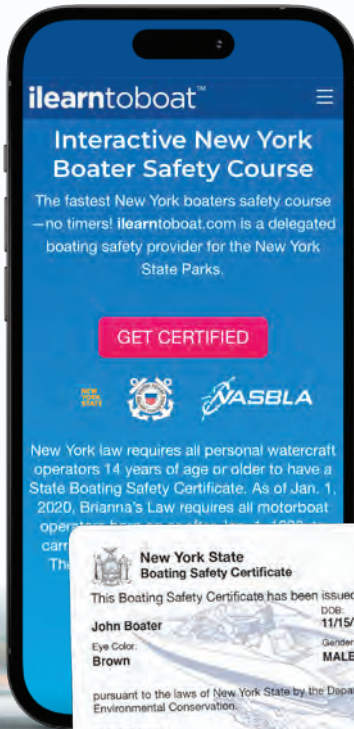 ilearntoboat™
Interactive New York
Boater Safety Course
The fastest New York boaters safety course
—no timers! ilearntoboat.com is a delegated
boating safety provider for the New York
State Parks.
GET CERTIFIED
NEW
YORK
STATE
NASBLA
New York law requires all personal watercraft
operators 14 years of age or older to have a
State Boating Safety Certificate. As of Jan. 1,
2020, Brianna's Law requires all motorboat
New York State
Boating Safety Certificate
This Boating Safety Certificate has been issued
DOB:
John Boater 11/15/
Eye Color: Gender
Brown MALE
pursuant to the laws of New York State by the
Environmental Conservation.